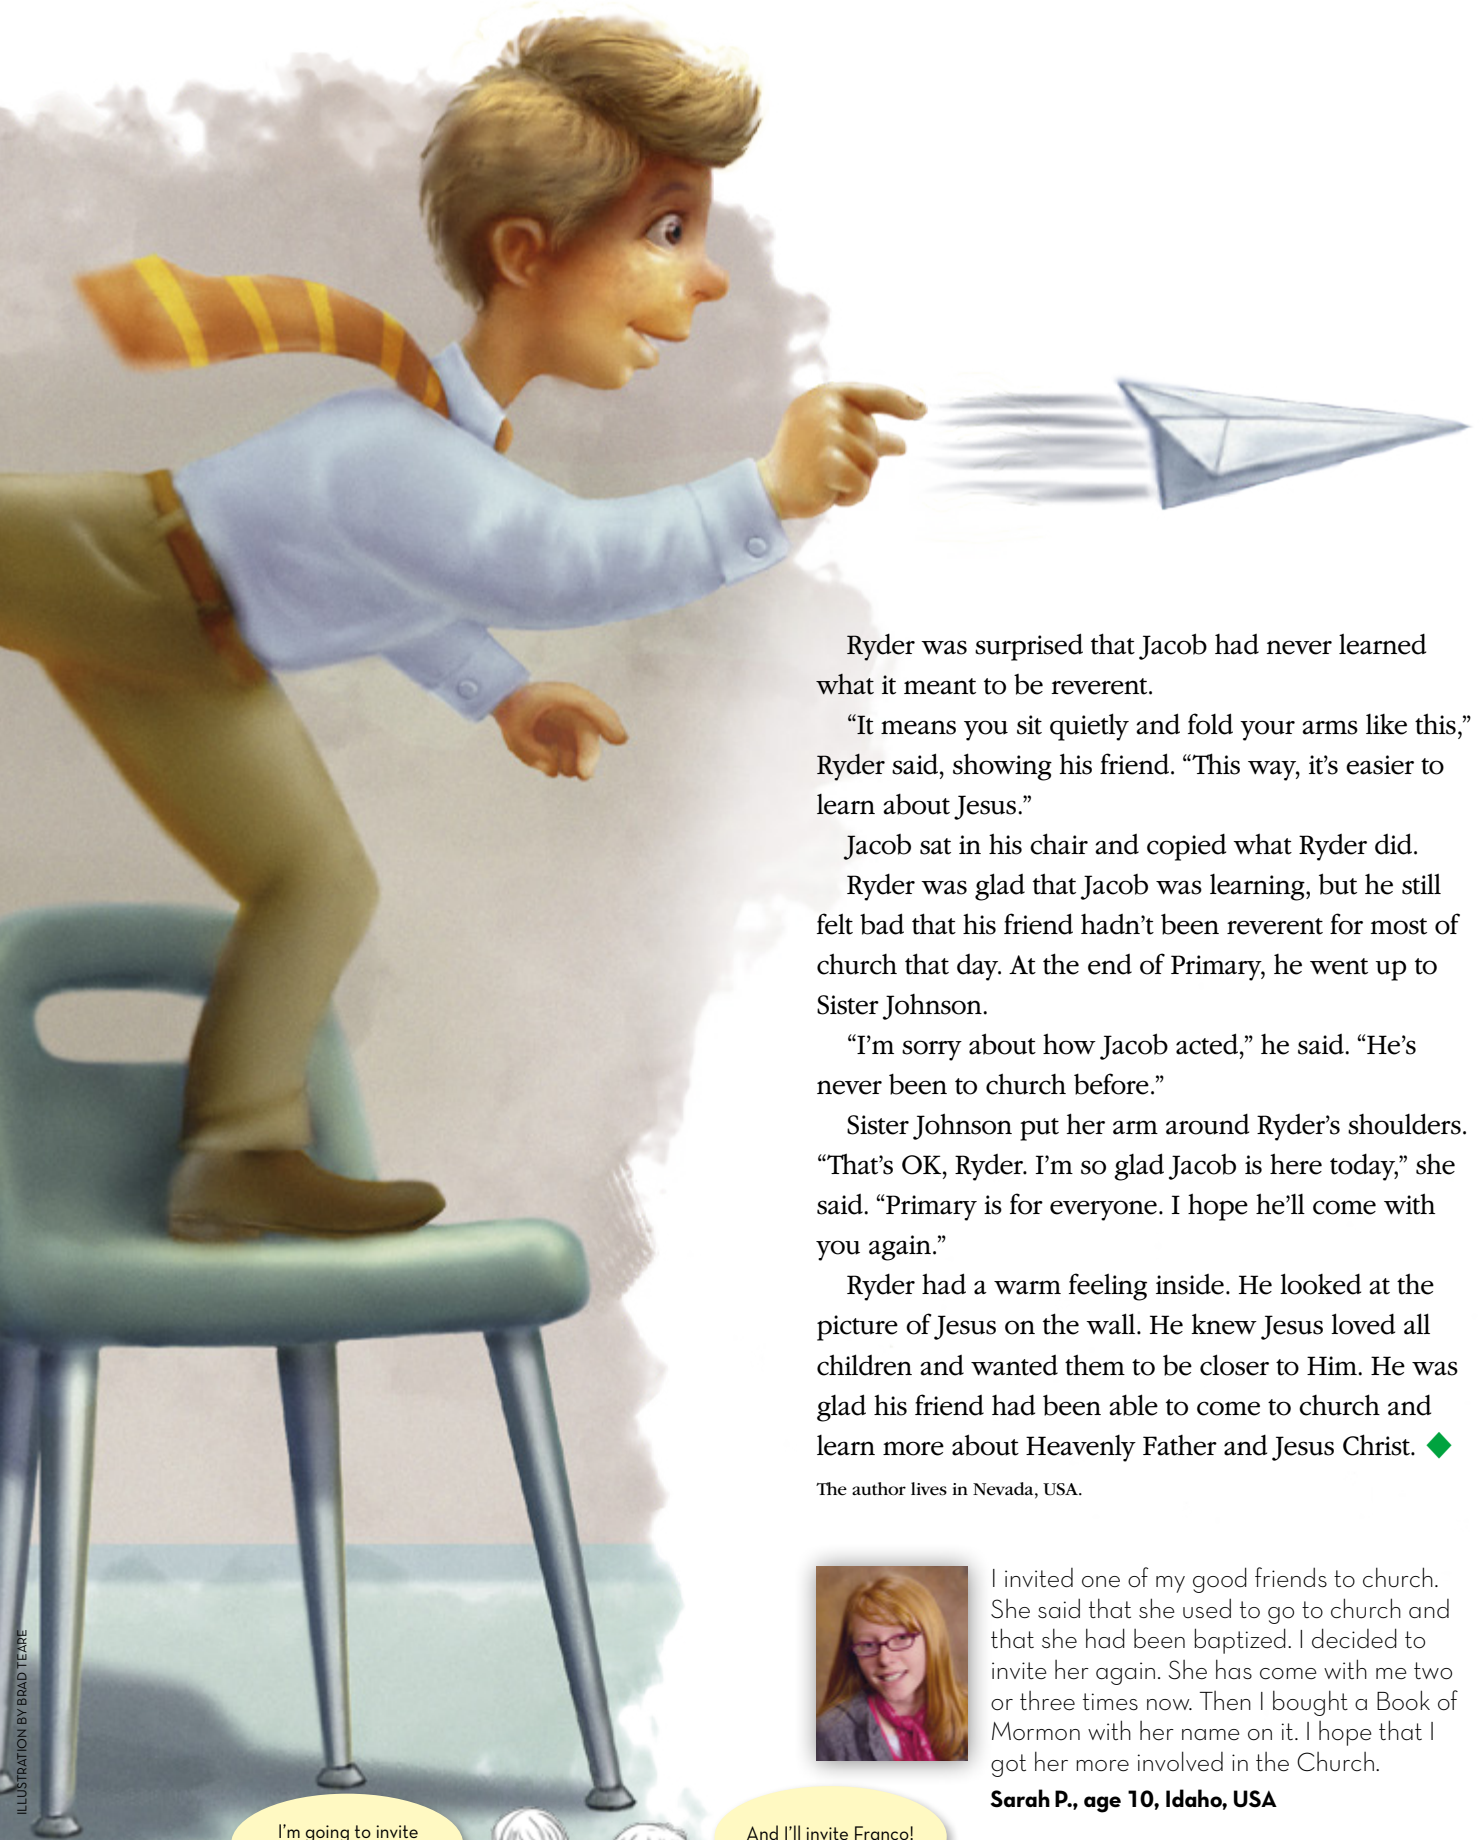 Ryder was surprised that Jacob had never learned
what it meant to be reverent.
“It means you sit quietly and fold your arms like this,”
Ryder said, showing his friend. “This way, it’s easier to
learn about Jesus.”
Jacob sat in his chair and copied what Ryder did.
Ryder was glad that Jacob was learning, but he still
felt bad that his friend hadn’t been reverent for most of
church that day. At the end of Primary, he went up to
Sister Johnson.
“I’m sorry about how Jacob acted,” he said. “He’s
never been to church before.”
Sister Johnson put her arm around Ryder’s shoulders.
“That’s OK, Ryder. I’m so glad Jacob is here today,” she
said. “Primary is for everyone. I hope he’ll come with
you again.”
Ryder had a warm feeling inside. He looked at the
picture of Jesus on the wall. He knew Jesus loved all
children and wanted them to be closer to Him. He was
glad his friend had been able to come to church and
learn more about Heavenly Father and Jesus Christ.
The author lives in Nevada, USA.
I invited one of my good friends to church.
She said that she used to go to church and
that she had been baptized. I decided to
invite her again. She has come with me two
or three times now. Then I bought a Book of
Mormon with her name on it. I hope that I
got her more involved in the Church.
Sarah P., age 10, Idaho, USA
ILLUSTRATION BY BRAD TEARE
I’m going to invite
And I’ll invite Franco!